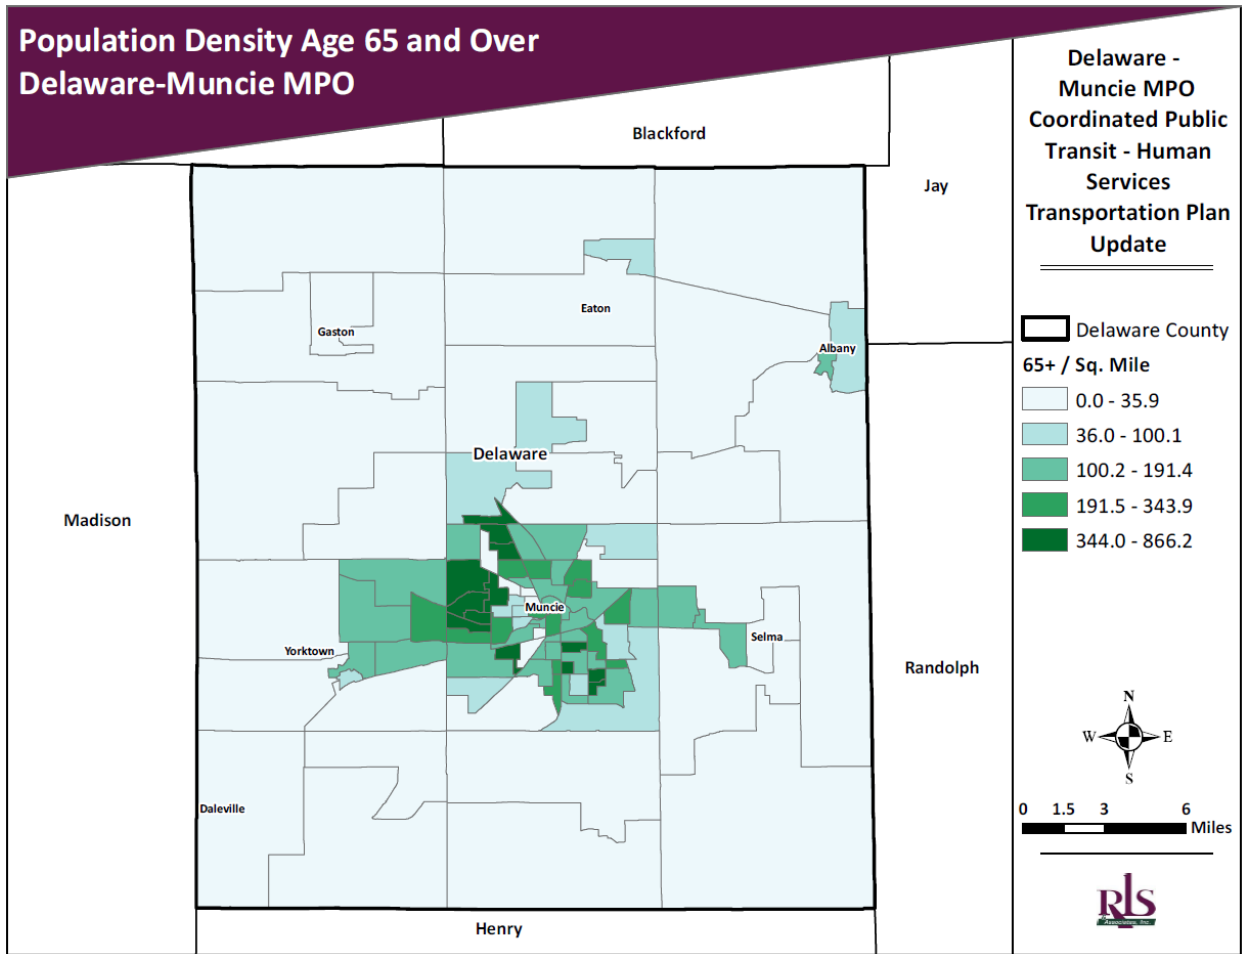 Population Density Age 65 and Over
Delaware-Muncie MPO
Delaware -
Muncie MPO
Coordinated Public
Transit - Human
Services
Transportation Plan
Update
Blackford
Jay
Eaton
Gaston
Albany
Delaware
Madison
Muncie
Selma
Yorktown
Randolph
Daleville
Henry
Delaware County
65+ / Sq. Mile
0.0 - 35.9
36.0 - 100.1
100.2 - 191.4
191.5 - 343.9
344.0 - 866.2
N
W E
S
0 1.5 3 6
Miles
RLS
& Associates, Inc.